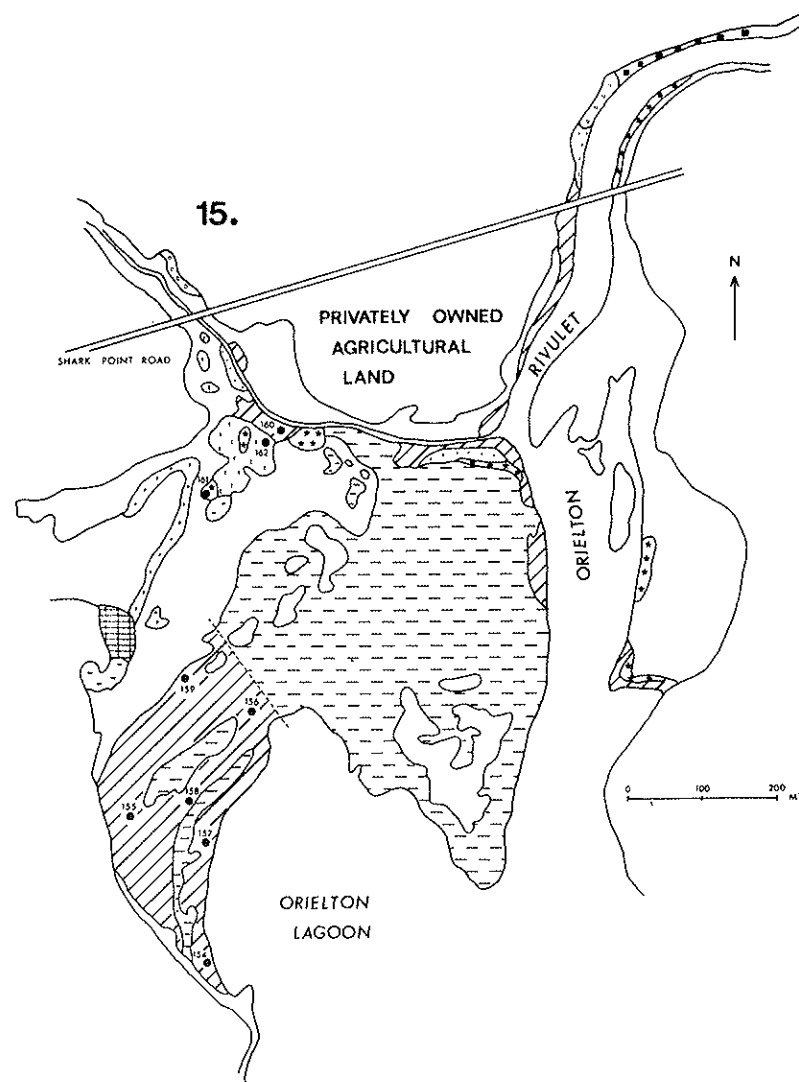 15.
N
PRIVATELY OWNED
AGRICULTURAL
LAND
SHARK POINT ROAD
RIVULET
ORIELTON
160
162
161
159
156
158
155
157
154
0 100 200
M
ORIELTON
LAGOON